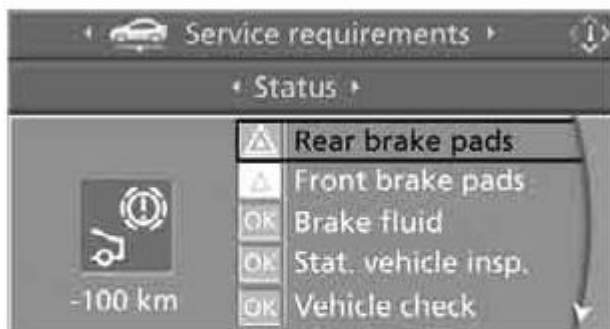 Service requirements
Status
Rear brake pads
Front brake pads
OK Brake fluid
OK Stat. vehicle insp.
OK Vehicle check
-100 km